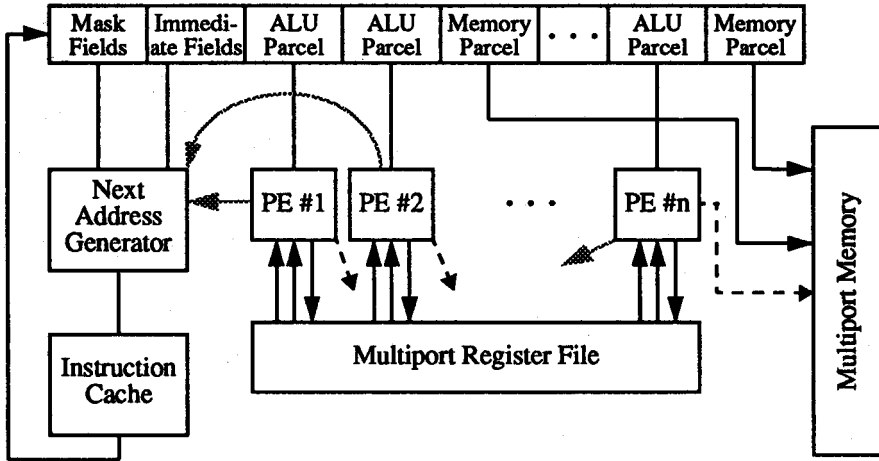 Mask Fields
Immedi-ate Fields
ALU Parcel
ALU Parcel
Memory Parcel
. . .
ALU Parcel
Memory Parcel
Next
Address
Generator
PE #1
PE #2
. . .
PE #n
Multiport Memory
Multiport Register File
Instruction
Cache